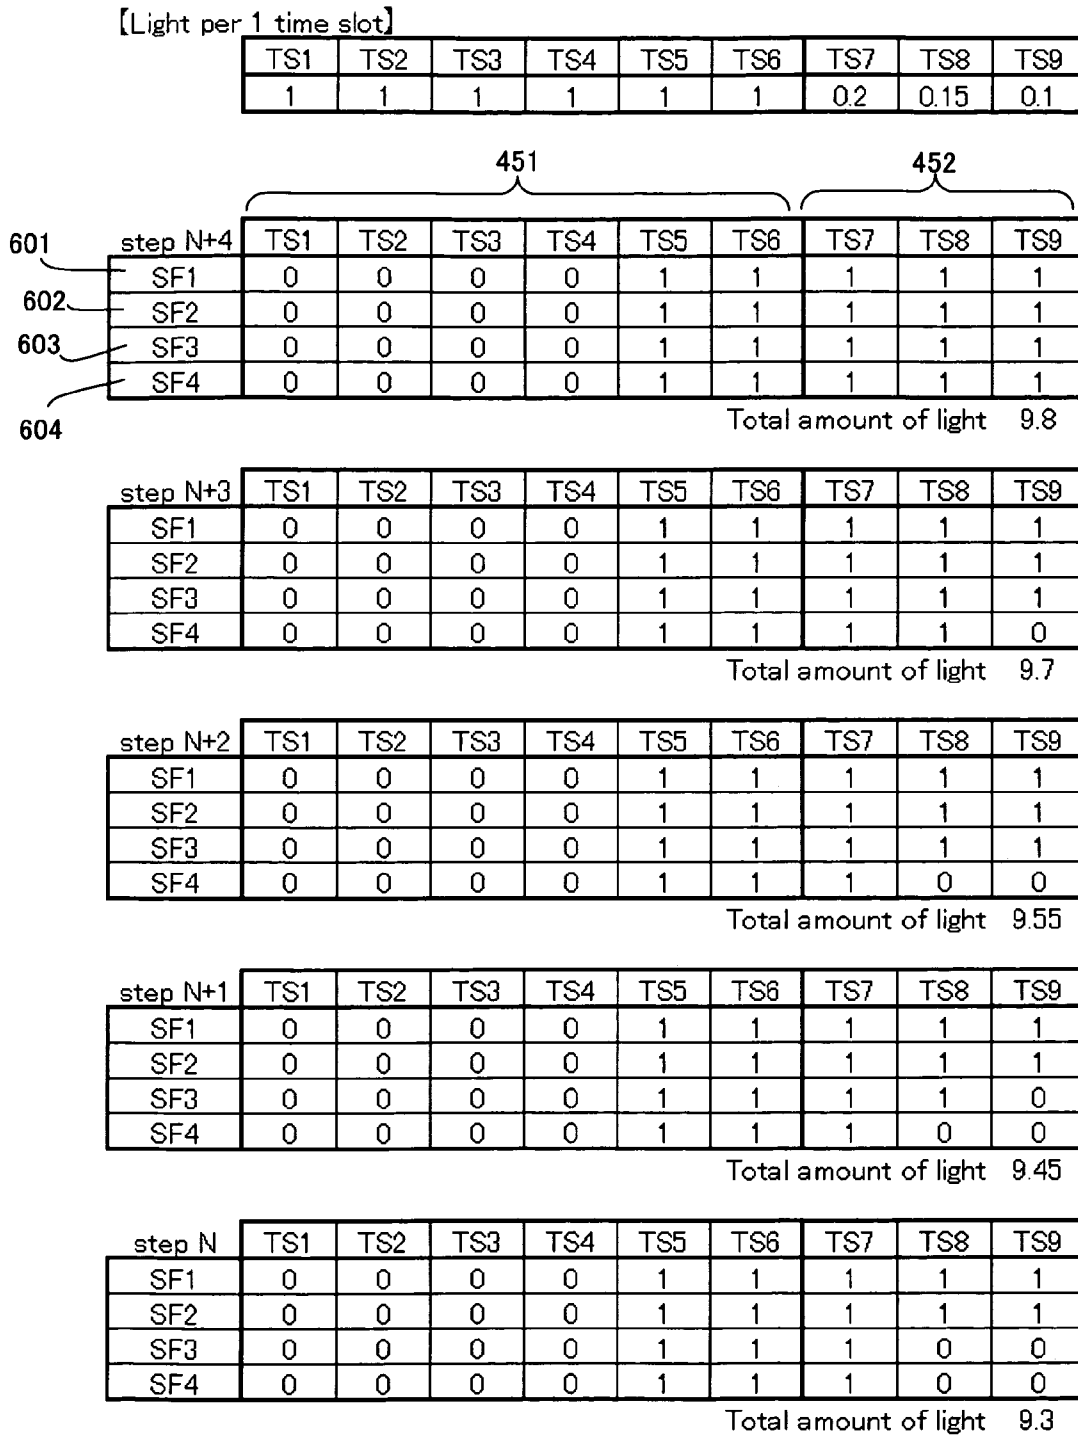 【Light per 1 time slot】
TS1 TS2 TS3 TS4 TS5 TS6 TS7 TS8 TS9
1 1 1 1 1 1 0.2 0.15 0.1
451 452
step N+4 TS1 TS2 TS3 TS4 TS5 TS6 TS7 TS8 TS9
601 SF1 0 0 0 0 1 1 1 1 1
602 SF2 0 0 0 0 1 1 1 1 1
603 SF3 0 0 0 0 1 1 1 1 1
604 SF4 0 0 0 0 1 1 1 1 1
Total amount of light 9.8
step N+3 TS1 TS2 TS3 TS4 TS5 TS6 TS7 TS8 TS9
SF1 0 0 0 0 1 1 1 1 1
SF2 0 0 0 0 1 1 1 1 1
SF3 0 0 0 0 1 1 1 1 1
SF4 0 0 0 0 1 1 1 1 0
Total amount of light 9.7
step N+2 TS1 TS2 TS3 TS4 TS5 TS6 TS7 TS8 TS9
SF1 0 0 0 0 1 1 1 1 1
SF2 0 0 0 0 1 1 1 1 1
SF3 0 0 0 0 1 1 1 1 1
SF4 0 0 0 0 1 1 1 0 0
Total amount of light 9.55
step N+1 TS1 TS2 TS3 TS4 TS5 TS6 TS7 TS8 TS9
SF1 0 0 0 0 1 1 1 1 1
SF2 0 0 0 0 1 1 1 1 1
SF3 0 0 0 0 1 1 1 1 0
SF4 0 0 0 0 1 1 1 0 0
Total amount of light 9.45
step N TS1 TS2 TS3 TS4 TS5 TS6 TS7 TS8 TS9
SF1 0 0 0 0 1 1 1 1 1
SF2 0 0 0 0 1 1 1 1 1
SF3 0 0 0 0 1 1 1 0 0
SF4 0 0 0 0 1 1 1 0 0
Total amount of light 9.3